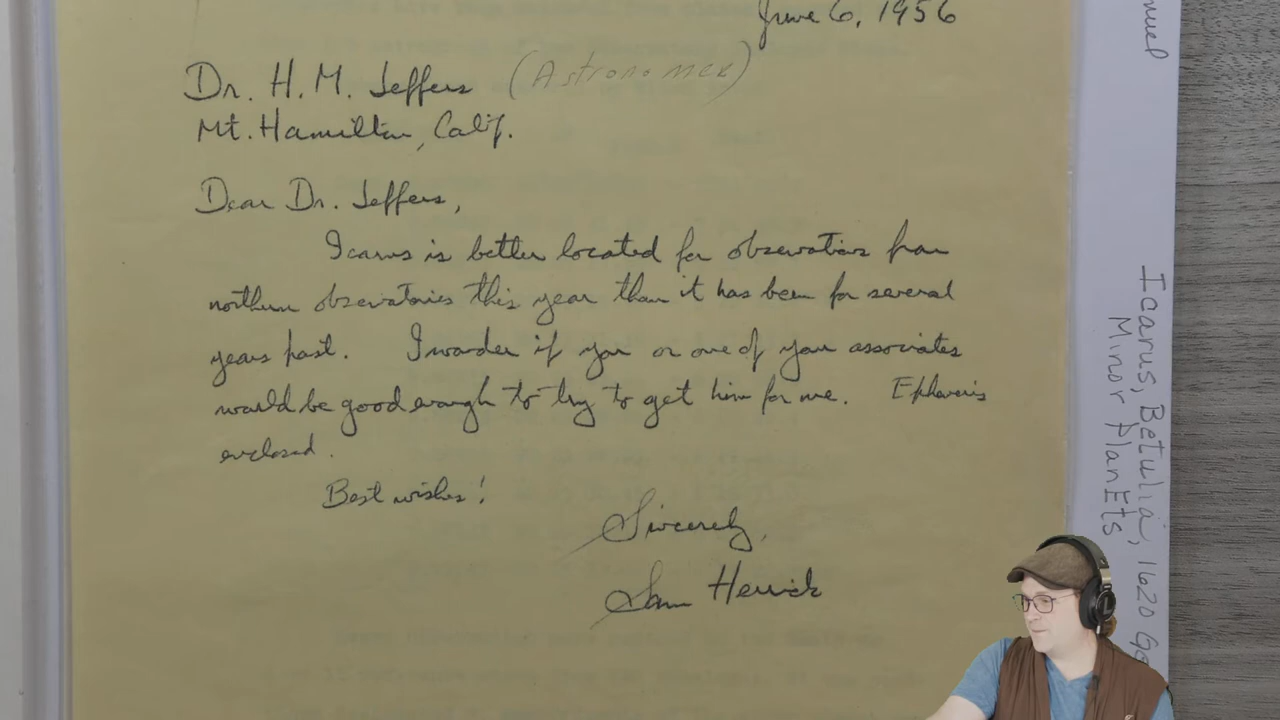 June 6, 1956
Dr. H. M. Jeffers (Astronomer)
Mt. Hamilton, Calif.
Dear Dr. Jeffers,
Icarus is better located for observation from
northern observatories this year than it has been for several
years past. I wonder if you or one of your associates
would be good enough to try to get him for me. Ephemeris
enclosed.
Best wishes!
Sincerely,
Sam Herrick
nuel
Icarus, Betulia, 1620 Ge
Minor PlanEts